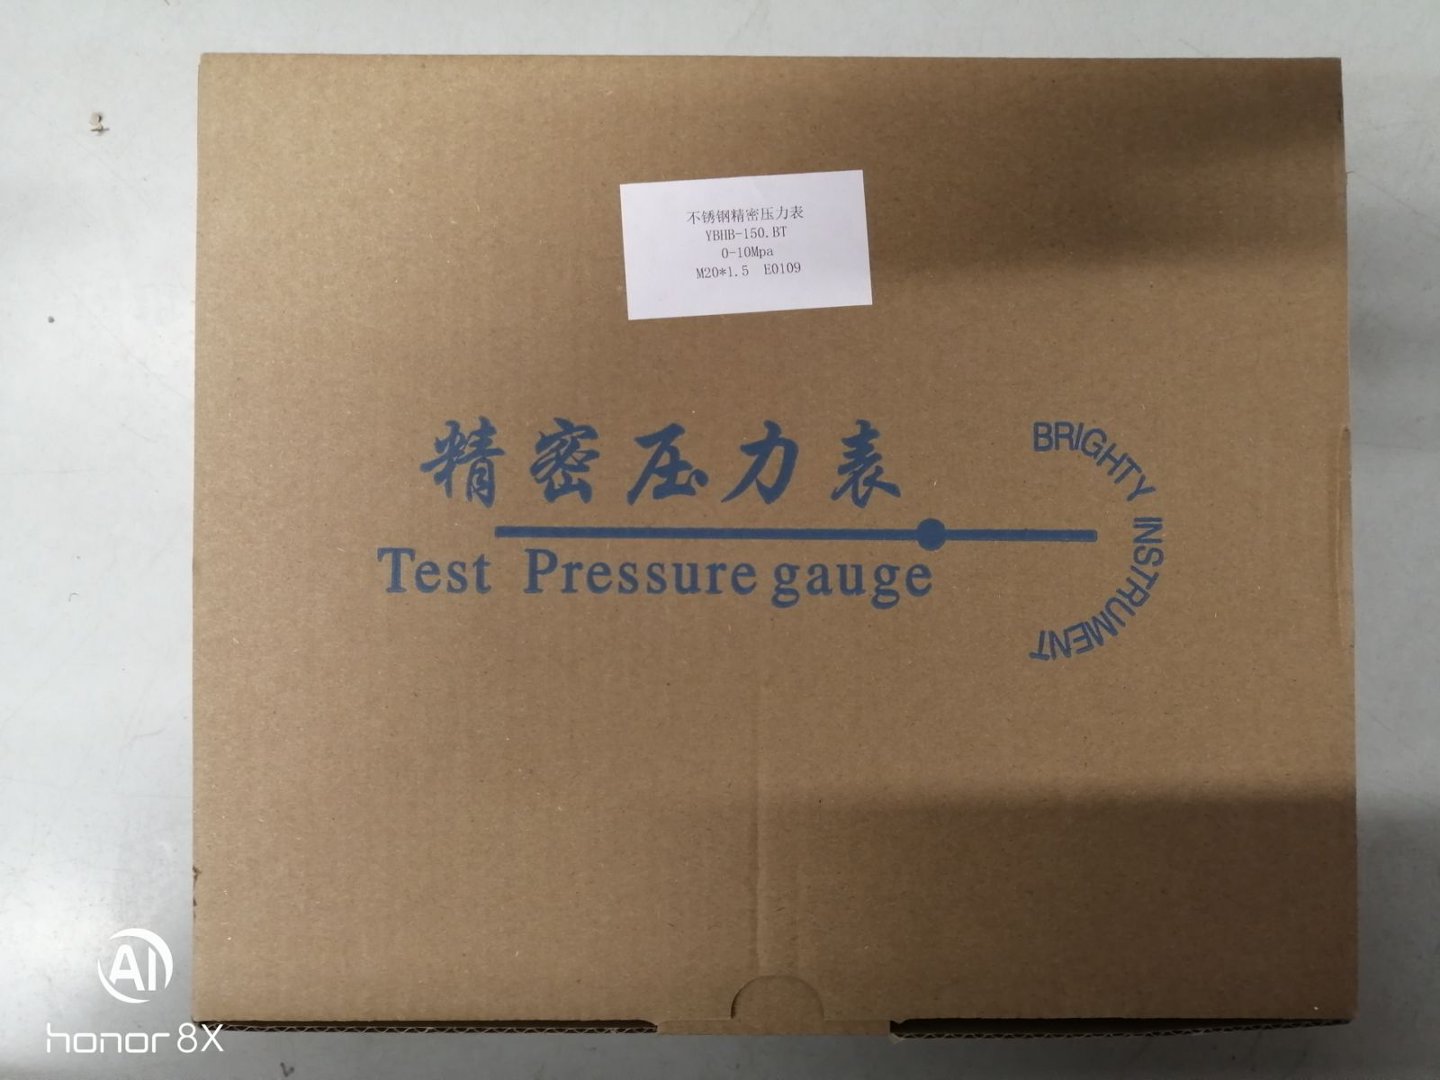 不锈钢精密压力表
YBHB-150.BT
0-10Mpa
M20*1.5 E0109
精密压力表
Test Pressure gauge
BRIGHTY INSTRUMENT
AI
honor 8X